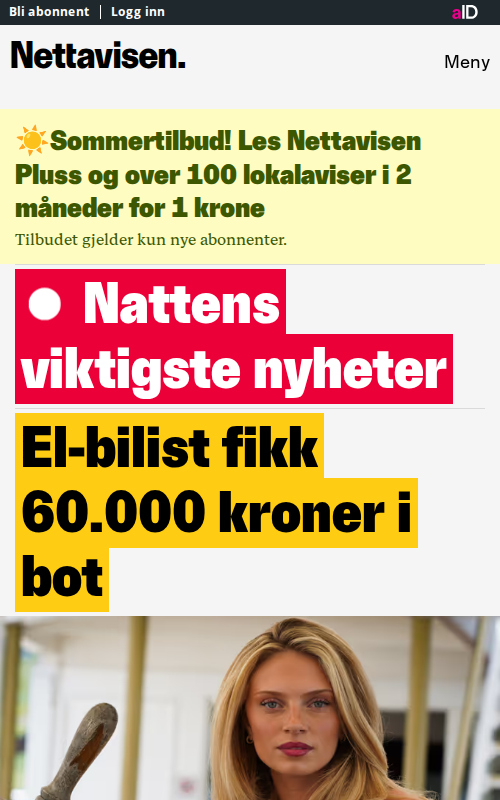 Bli abonnent Logg inn aID
Nettavisen.
Meny
☀️Sommertilbud! Les Nettavisen
Pluss og over 100 lokalaviser i 2
måneder for 1 krone
Tilbudet gjelder kun nye abonnenter.
Nattens
viktigste nyheter
El-bilist fikk
60.000 kroner i
bot